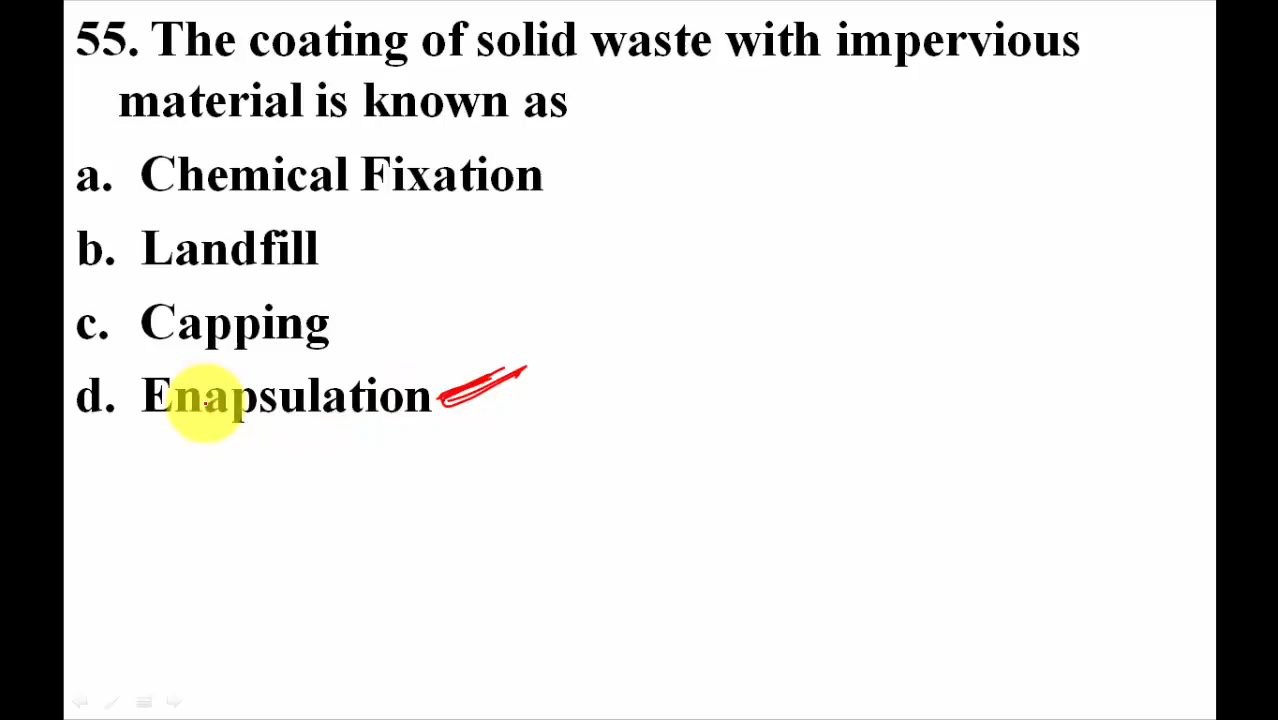 55. The coating of solid waste with impervious
material is known as
a. Chemical Fixation
b. Landfill
c. Capping
d. Enapsulation